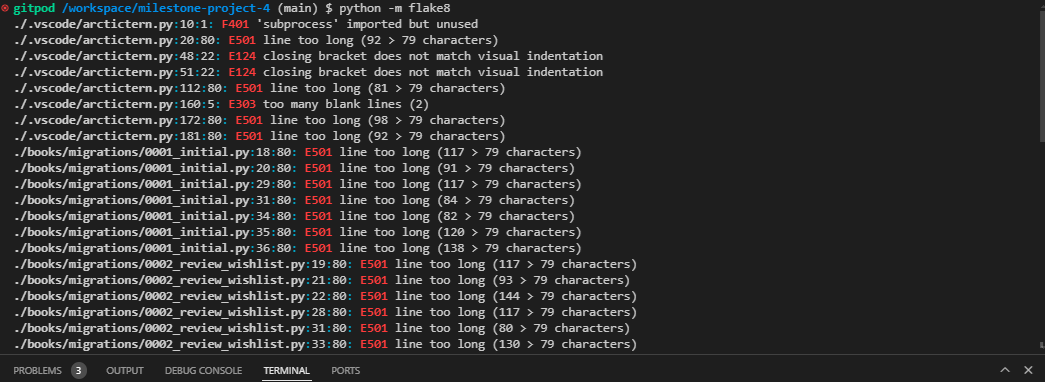 gitpod /workspace/milestone-project-4 (main) $ python -m flake8
./.vscode/arctictern.py:10:1: F401 'subprocess' imported but unused
./.vscode/arctictern.py:20:80: E501 line too long (92 > 79 characters)
./.vscode/arctictern.py:48:22: E124 closing bracket does not match visual indentation
./.vscode/arctictern.py:51:22: E124 closing bracket does not match visual indentation
./.vscode/arctictern.py:112:80: E501 line too long (81 > 79 characters)
./.vscode/arctictern.py:160:5: E303 too many blank lines (2)
./.vscode/arctictern.py:172:80: E501 line too long (98 > 79 characters)
./.vscode/arctictern.py:181:80: E501 line too long (92 > 79 characters)
./books/migrations/0001_initial.py:18:80: E501 line too long (117 > 79 characters)
./books/migrations/0001_initial.py:20:80: E501 line too long (91 > 79 characters)
./books/migrations/0001_initial.py:29:80: E501 line too long (117 > 79 characters)
./books/migrations/0001_initial.py:31:80: E501 line too long (84 > 79 characters)
./books/migrations/0001_initial.py:34:80: E501 line too long (82 > 79 characters)
./books/migrations/0001_initial.py:35:80: E501 line too long (120 > 79 characters)
./books/migrations/0001_initial.py:36:80: E501 line too long (138 > 79 characters)
./books/migrations/0002_review_wishlist.py:19:80: E501 line too long (117 > 79 characters)
./books/migrations/0002_review_wishlist.py:21:80: E501 line too long (93 > 79 characters)
./books/migrations/0002_review_wishlist.py:22:80: E501 line too long (144 > 79 characters)
./books/migrations/0002_review_wishlist.py:28:80: E501 line too long (117 > 79 characters)
./books/migrations/0002_review_wishlist.py:31:80: E501 line too long (80 > 79 characters)
./books/migrations/0002_review_wishlist.py:33:80: E501 line too long (130 > 79 characters)
PROBLEMS 3 OUTPUT DEBUG CONSOLE TERMINAL PORTS